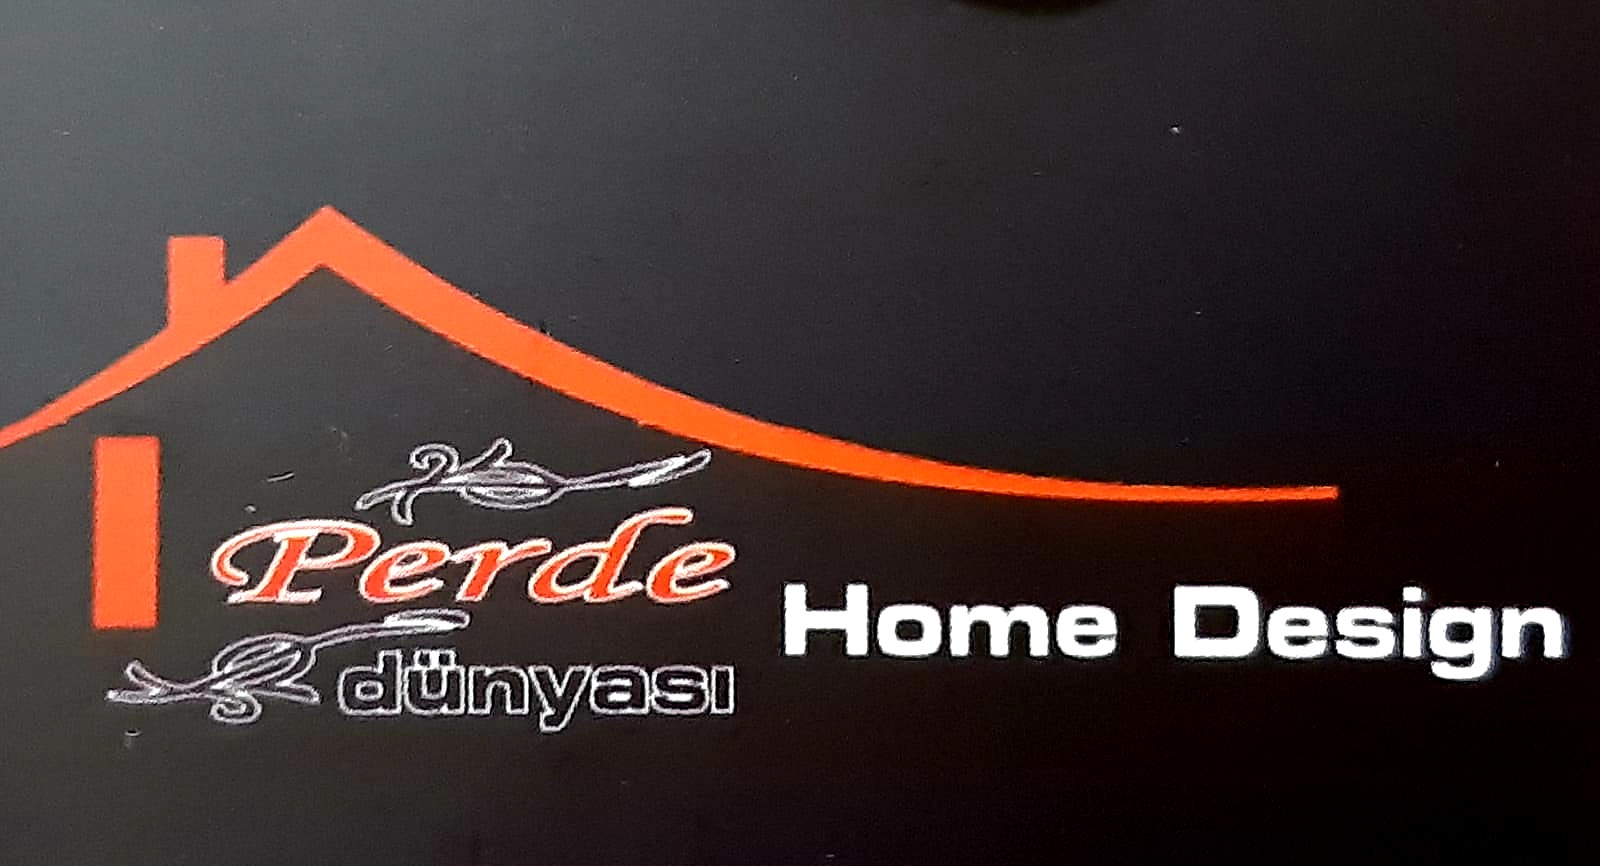 Perde
dünyası
Home Design